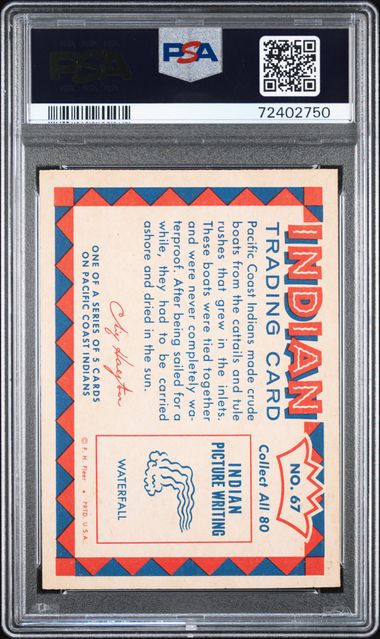 PSA
PSA
72402750
INDIAN
TRADING CARD
Pacific Coast Indians made crude
boats from the cattails and tule
rushes that grew in the inlets.
These boats were tied together
and were never completely wa-
terproof. After being sailed for a
while, they had to be carried
ashore and dried in the sun.
ONE OF A SERIES OF 5 CARDS
ON PACIFIC COAST INDIANS
NO. 67
Collect All 80
INDIAN
PICTURE WRITING
WATERFALL
© F. H. Fleer • PRTD U.S.A.